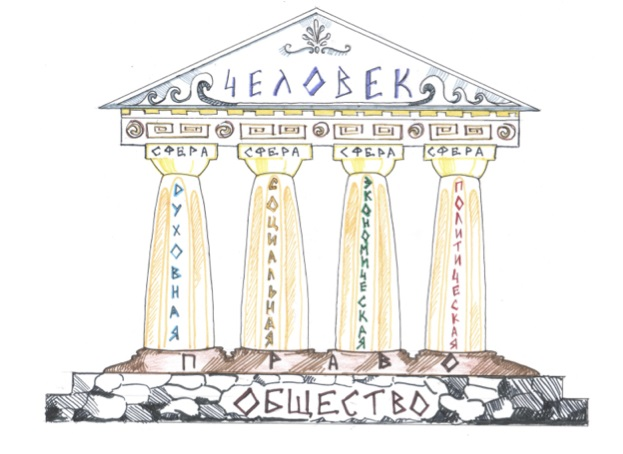 ЧЕЛОВЕК
СФЕРА СФЕРА СФЕРА СФЕРА
ДУХОВНАЯ
СОЦИАЛЬНАЯ
ЭКОНОМИЧЕСКАЯ
ПОЛИТИЧЕСКАЯ
ПРАВО
ОБЩЕСТВО